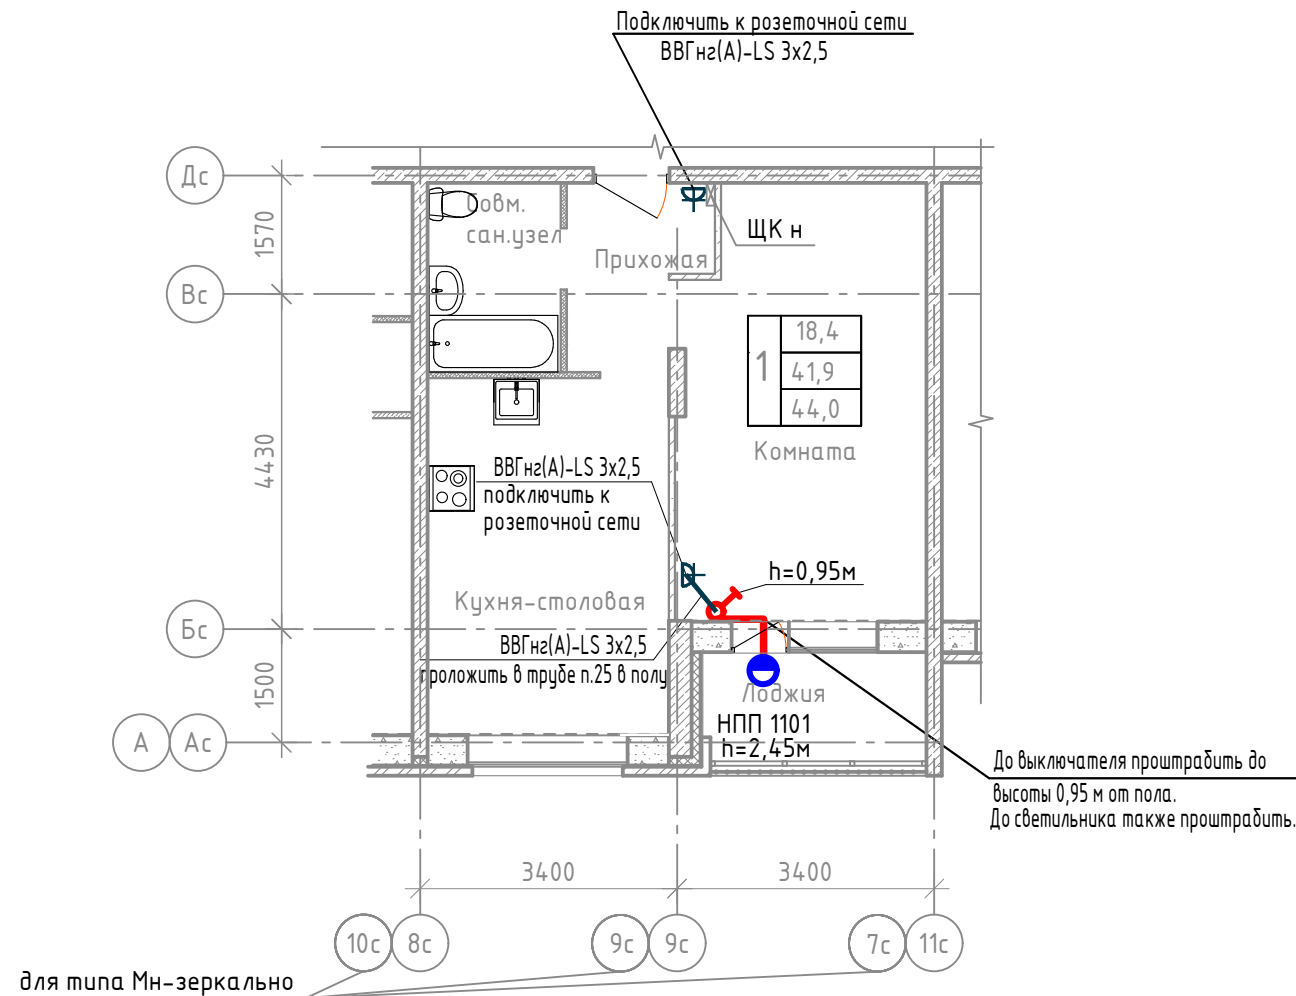 Подключить к розеточной сети
ВВГнг(А)-LS 3х2,5
Дс
1570
Совм.
сан.узел
Прихожая
ЩК н
Вс
18,4
1
41,9
44,0
4430
Комната
ВВГнг(А)-LS 3х2,5
подключить к
розеточной сети
h=0,95м
Кухня-столовая
Бс
ВВГнг(А)-LS 3х2,5
проложить в трубе п.25 в полу
1500
Лоджия
НПП 1101
h=2,45м
А
Ас
До выключателя проштрабить до
высоты 0,95 м от пола.
До светильника также проштрабить.
3400
3400
10с
8с
9с
9с
7с
11с
для типа Мн-зеркально